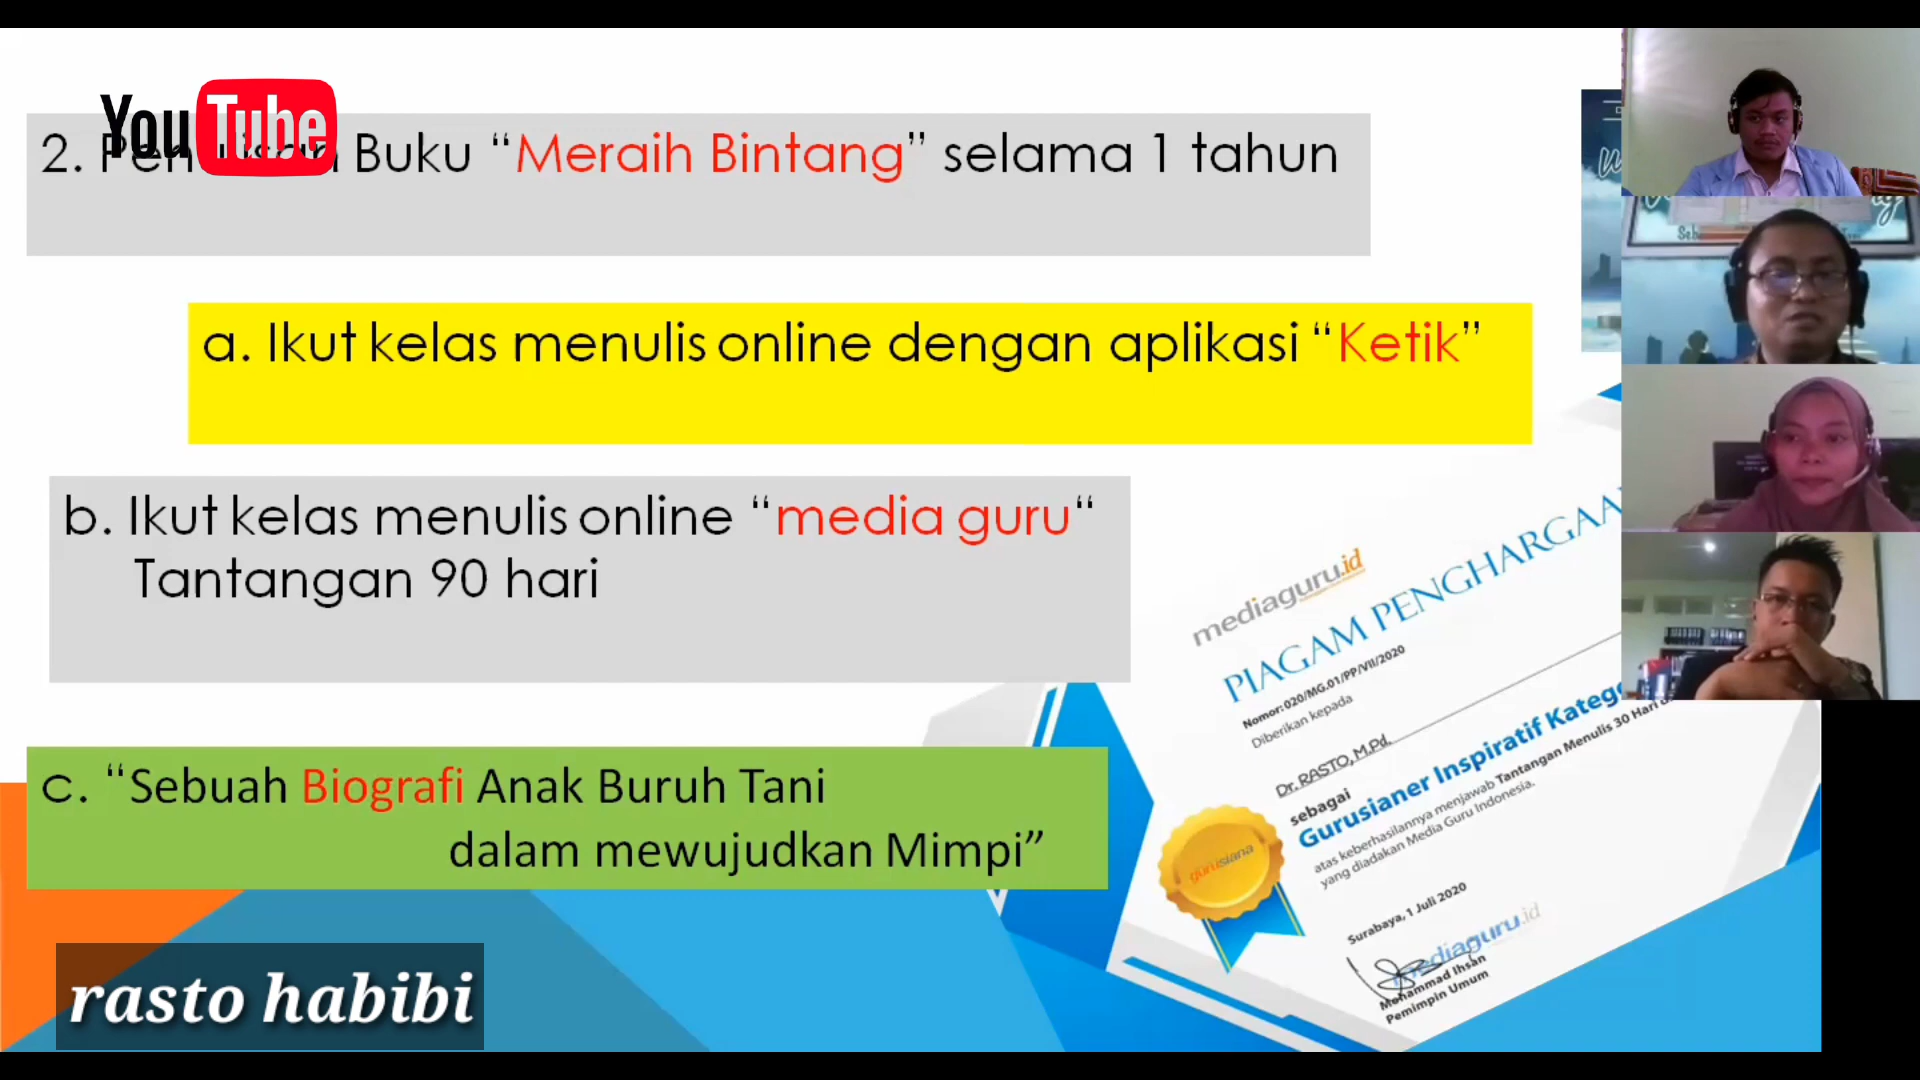 YouTube
2. Penulisan Buku “Meraih Bintang” selama 1 tahun
a. Ikut kelas menulis online dengan aplikasi “Ketik”
b. Ikut kelas menulis online “media guru“
Tantangan 90 hari
c. “Sebuah Biografi Anak Buruh Tani
dalam mewujudkan Mimpi”
rasto habibi
mediaguru.id
PIAGAM PENGHARGAA
Nomor: 020/MG.01/PP/VII/2020
Diberikan kepada
Dr. RASTO, M.Pd.
sebagai
Gurusianer Inspiratif Katego
atas keberhasilannya menjawab Tantangan Menulis 30 Hari
yang diadakan Media Guru Indonesia.
gurusiana
Surabaya, 1 Juli 2020
mediaguru.id
Mohammad Ihsan
Pemimpin Umum